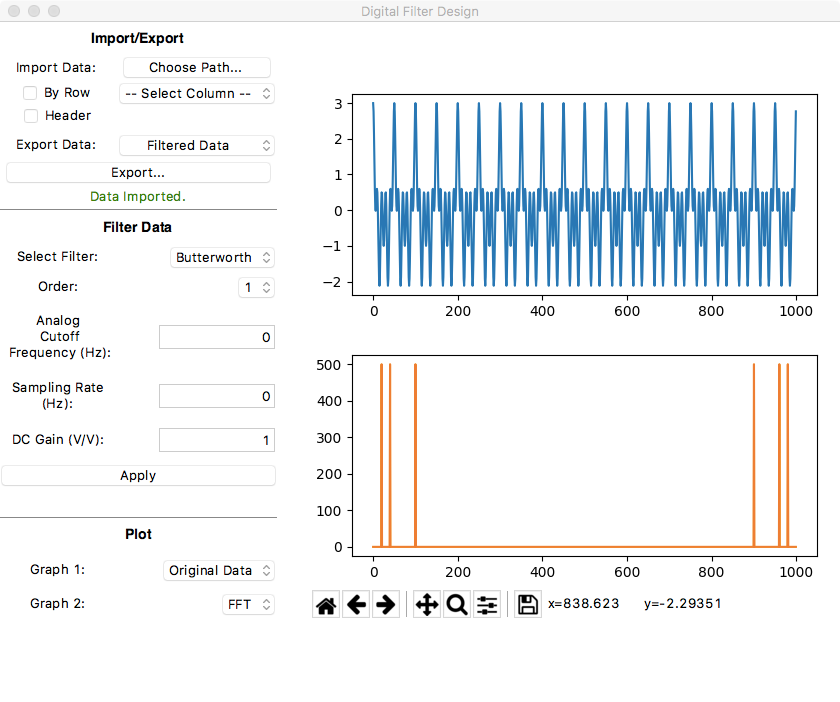 Digital Filter Design
Import/Export
Import Data: Choose Path...
By Row -- Select Column --
Header
Export Data: Filtered Data
Export...
Data Imported.
Filter Data
Select Filter: Butterworth
Order: 1
Analog
Cutoff
Frequency (Hz): 0
Sampling Rate
(Hz): 0
DC Gain (V/V): 1
Apply
Plot
Graph 1: Original Data
Graph 2: FFT
3
2
1
0
−1
−2
0 200 400 600 800 1000
500
400
300
200
100
0
0 200 400 600 800 1000
x=838.623 y=-2.29351